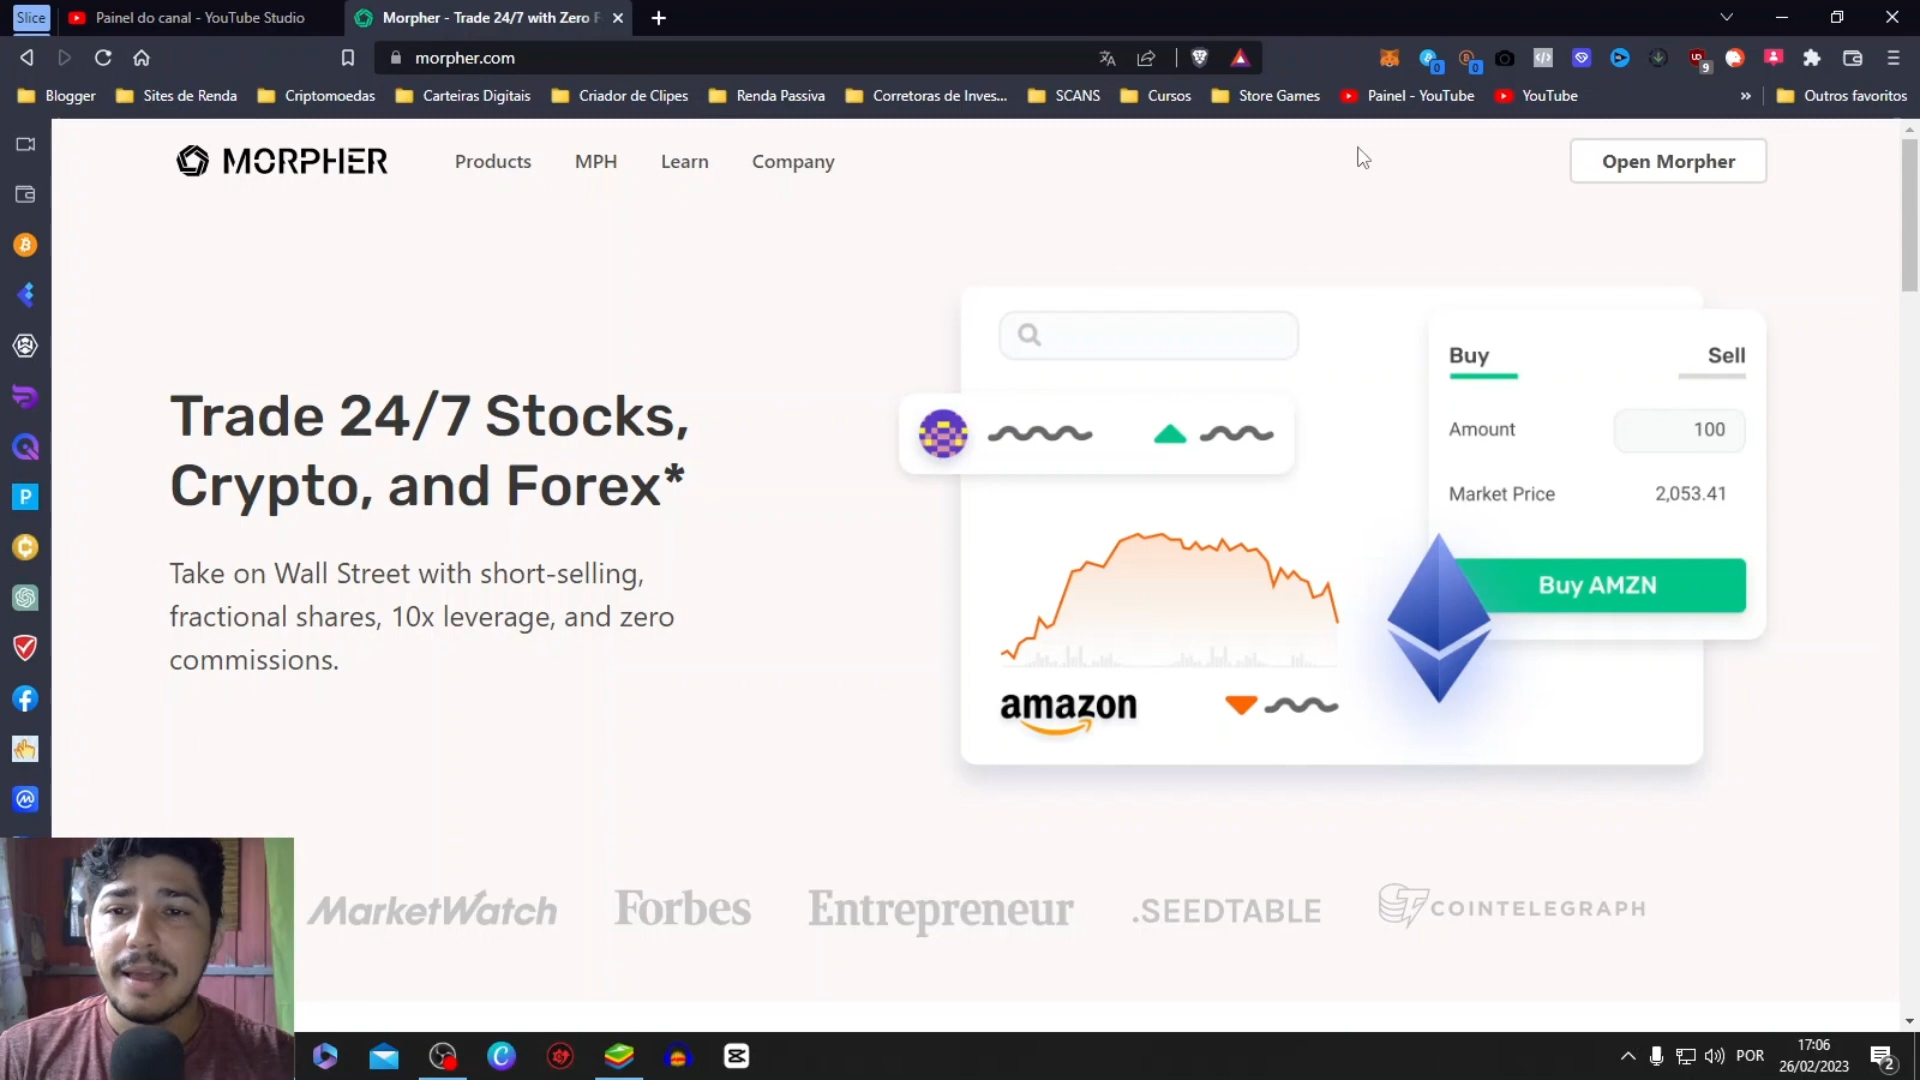 Slice
Painel do canal - YouTube Studio
Morpher - Trade 24/7 with Zero F
morpher.com
0
0
9
Blogger
Sites de Renda
Criptomoedas
Carteiras Digitais
Criador de Clipes
Renda Passiva
Corretoras de Inves...
SCANS
Cursos
Store Games
Painel - YouTube
YouTube
»
Outros favoritos
MORPHER
Products
MPH
Learn
Company
Open Morpher
Buy
Sell
Amount
100
Market Price
2,053.41
Buy AMZN
Trade 24/7 Stocks,
Crypto, and Forex*
Take on Wall Street with short-selling,
fractional shares, 10x leverage, and zero
commissions.
amazon
MarketWatch
Forbes
Entrepreneur
.SEEDTABLE
COINTELEGRAPH
POR
17:06
26/02/2023
2